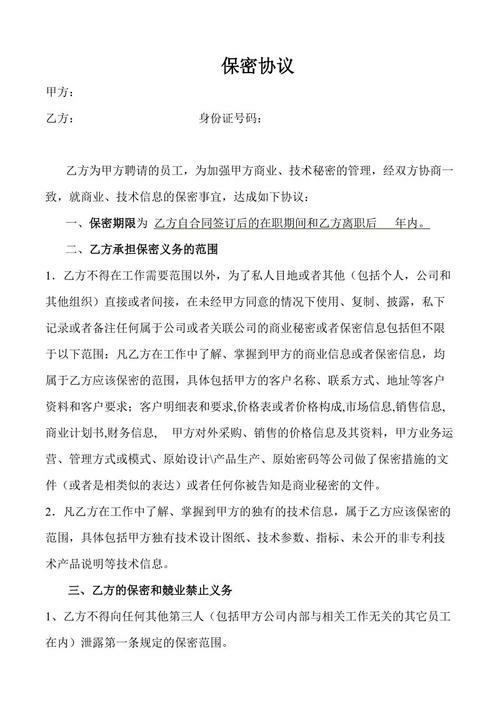 保密协议
甲方：
乙方： 身份证号码：
乙方为甲方聘请的员工，为加强甲方商业、技术秘密的管理，经双方协商一
致，就商业、技术信息的保密事宜，达成如下协议：
一、保密期限为 乙方自合同签订后的在职期间和乙方离职后 年内。
二、乙方承担保密义务的范围
1．乙方不得在工作需要范围以外，为了私人目地或者其他（包括个人，公司和
其他组织）直接或者间接，在未经甲方同意的情况下使用、复制、披露，私下
记录或者备注任何属于公司或者关联公司的商业秘密或者保密信息包括但不限
于以下范围：凡乙方在工作中了解、掌握到甲方的商业信息或者保密信息，均
属于乙方应该保密的范围，具体包括甲方的客户名称、联系方式、地址等客户
资料和客户要求；客户明细表和要求,价格表或者价格构成,市场信息,销售信息,
商业计划书,财务信息, 甲方对外采购、销售的价格信息及其资料，甲方业务运
营、管理方式或模式、原始设计\产品生产、原始密码等公司做了保密措施的文
件（或者是相类似的表达）或者任何你被告知是商业秘密的文件。
2．凡乙方在工作中了解、掌握到甲方的独有的技术信息，属于乙方应该保密的
范围，具体包括甲方独有技术设计图纸、技术参数、指标、未公开的非专利技
术产品说明等技术信息。
三、乙方的保密和競业禁止义务
1、乙方不得向任何其他第三人（包括甲方公司内部与相关工作无关的其它员工
在内）泄露第一条规定的保密范围。